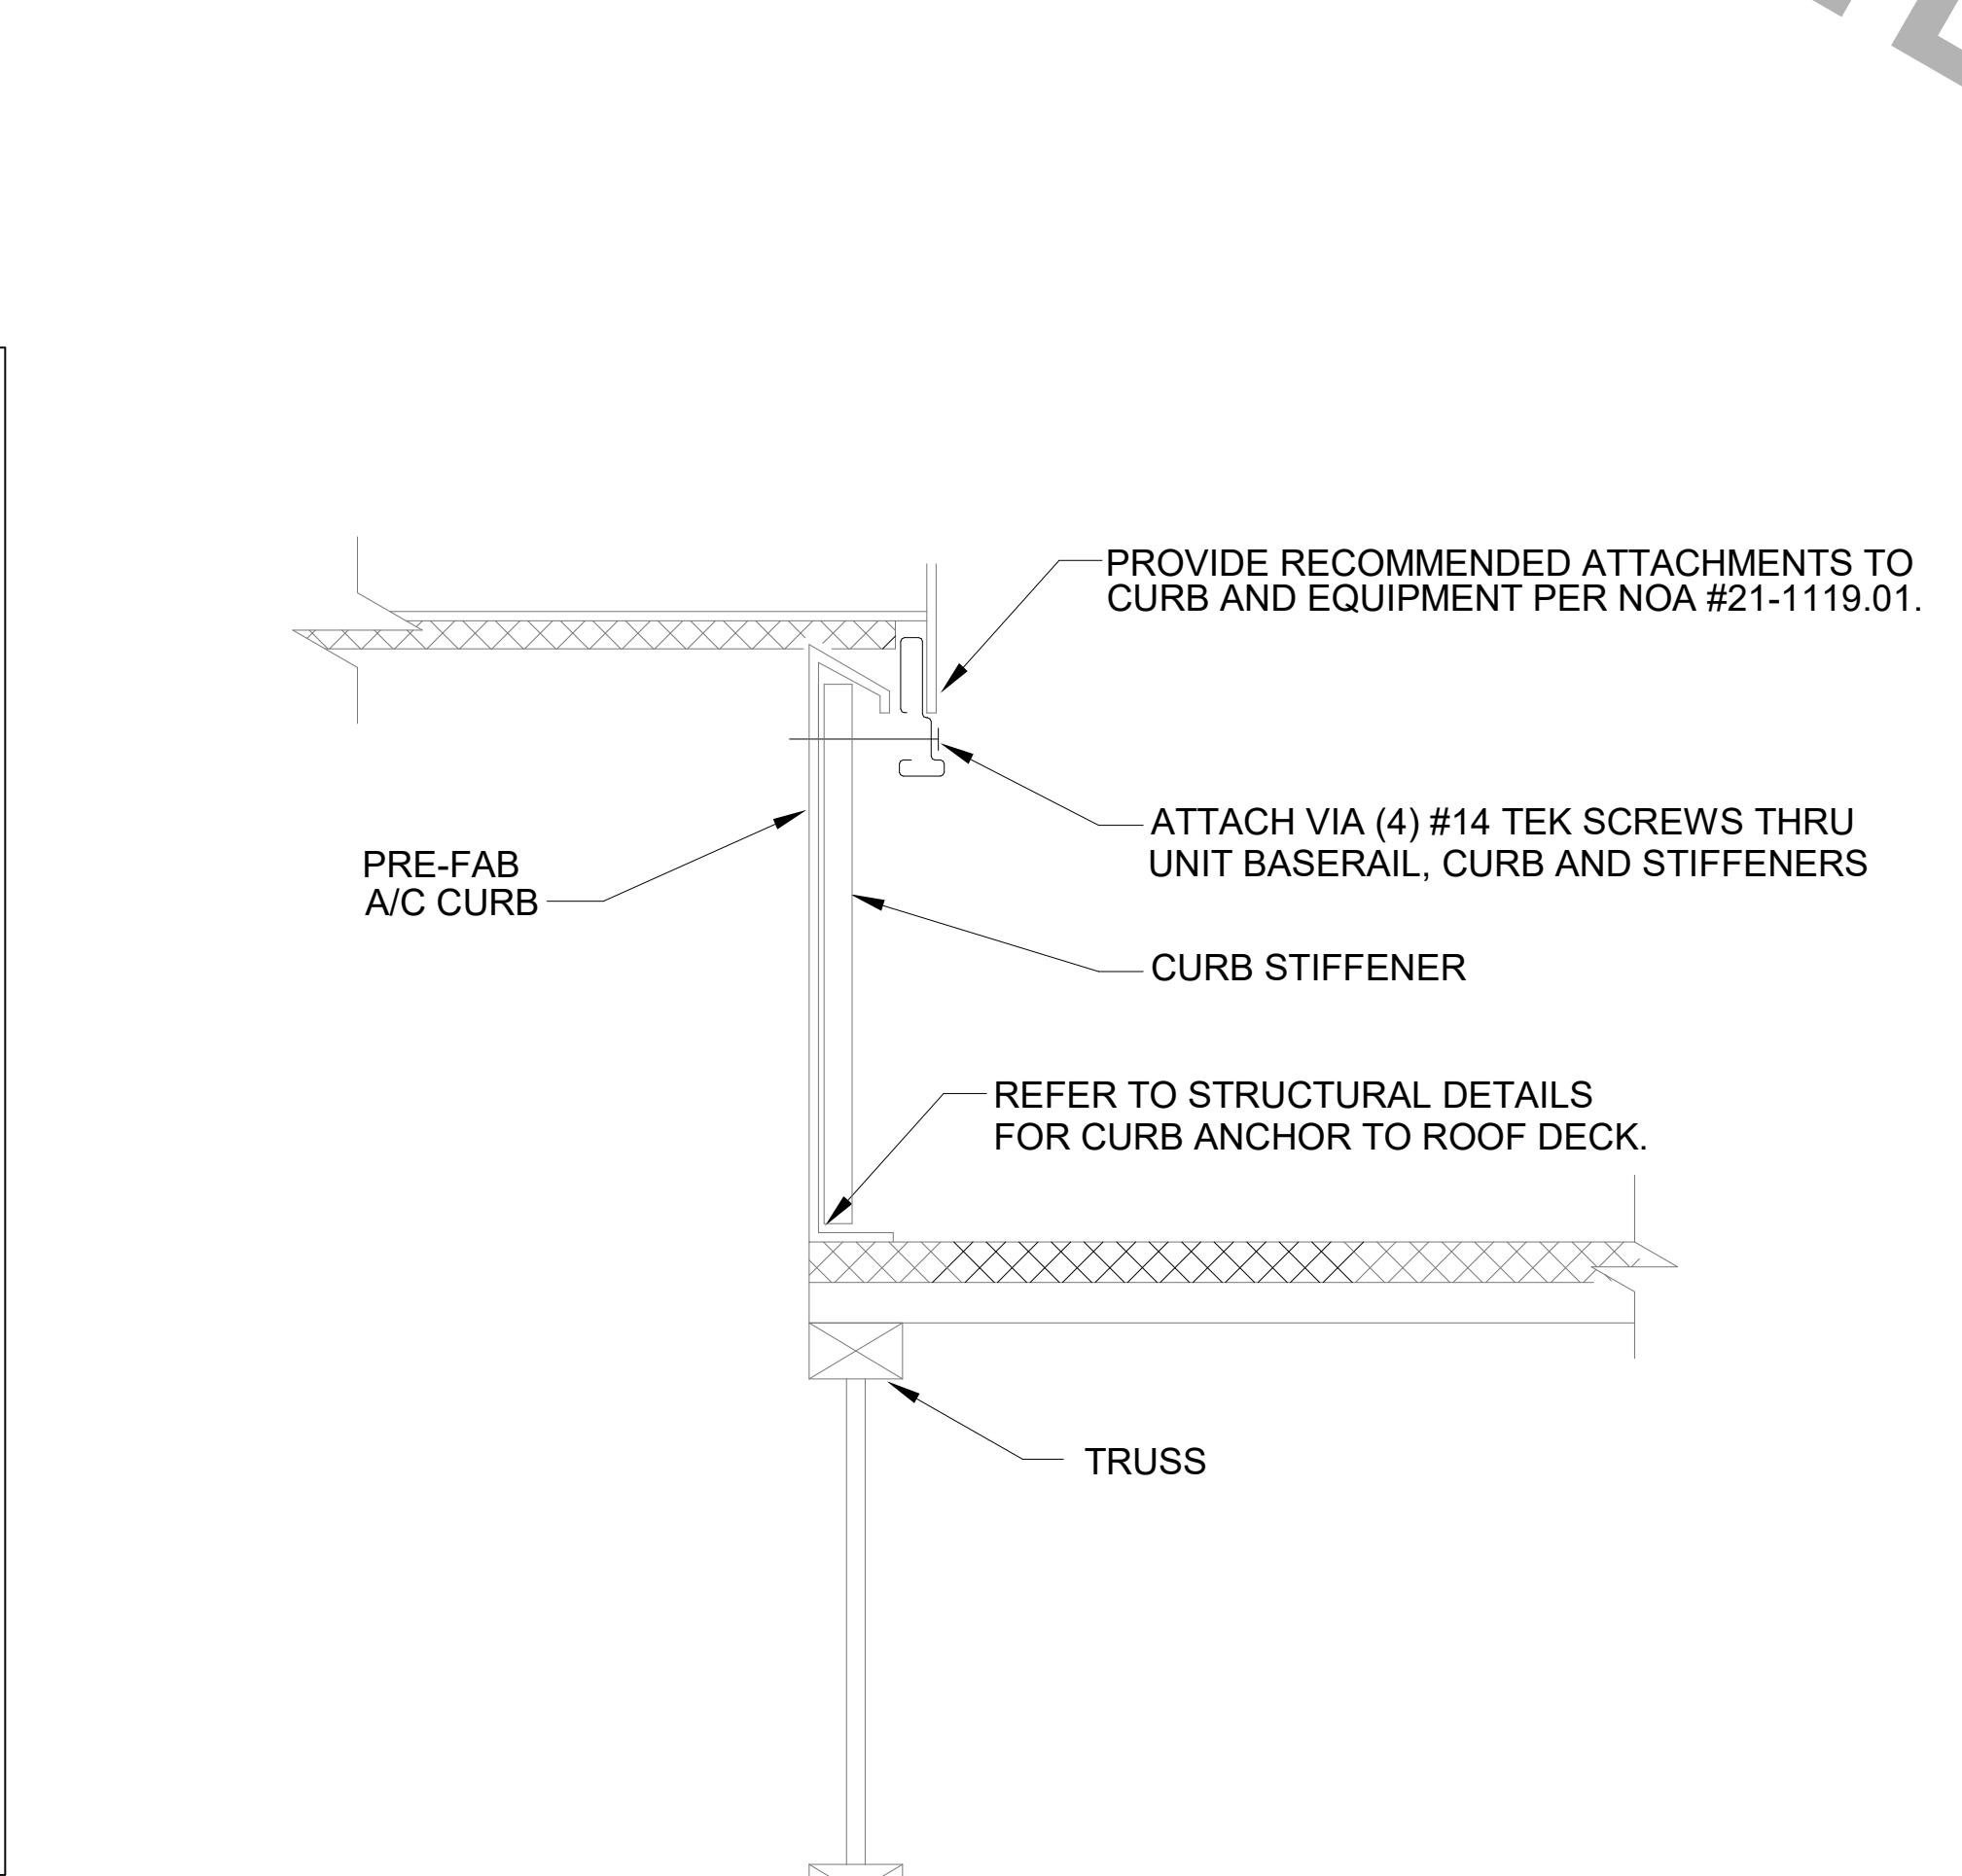 PROVIDE RECOMMENDED ATTACHMENTS TO
CURB AND EQUIPMENT PER NOA #21-1119.01.
ATTACH VIA (4) #14 TEK SCREWS THRU
UNIT BASERAIL, CURB AND STIFFENERS
PRE-FAB
A/C CURB
CURB STIFFENER
REFER TO STRUCTURAL DETAILS
FOR CURB ANCHOR TO ROOF DECK.
TRUSS